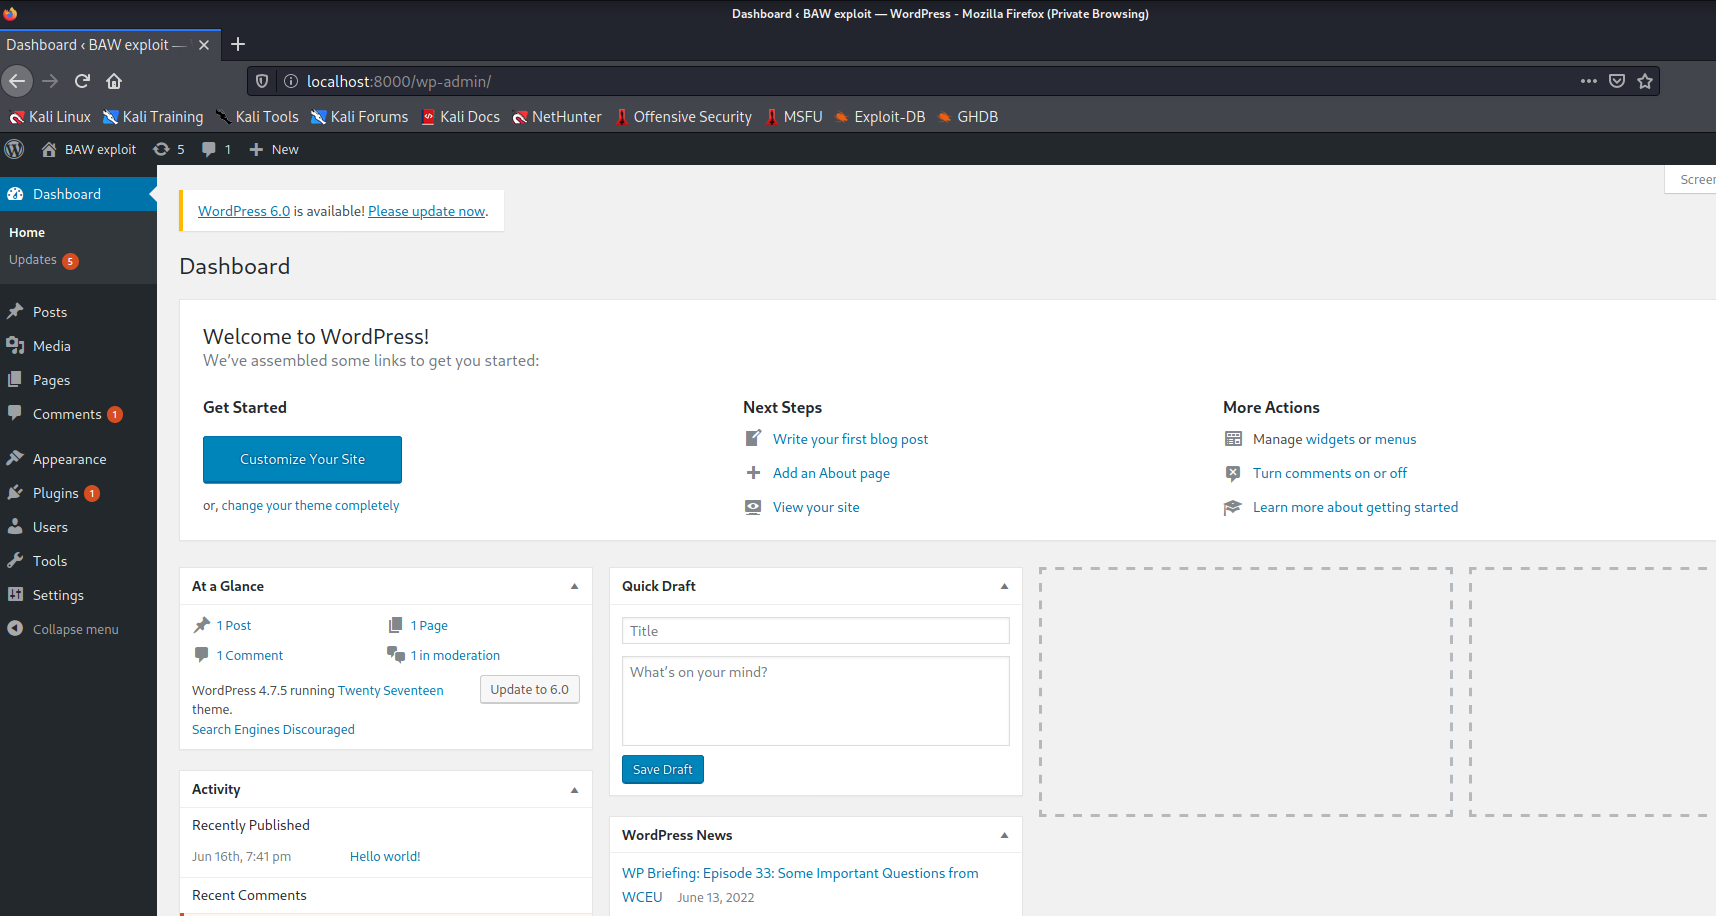 Dashboard ‹ BAW exploit — WordPress - Mozilla Firefox (Private Browsing)
Dashboard ‹ BAW exploit —
localhost:8000/wp-admin/
Kali Linux Kali Training Kali Tools Kali Forums Kali Docs NetHunter Offensive Security MSFU Exploit-DB GHDB
BAW exploit 5 1 New
Dashboard
Home
Updates 5
Posts
Media
Pages
Comments 1
Appearance
Plugins 1
Users
Tools
Settings
Collapse menu
Screen
WordPress 6.0 is available! Please update now.
Dashboard
Welcome to WordPress!
We’ve assembled some links to get you started:
Get Started
Customize Your Site
or, change your theme completely
Next Steps
Write your first blog post
Add an About page
View your site
More Actions
Manage widgets or menus
Turn comments on or off
Learn more about getting started
At a Glance
1 Post 1 Page
1 Comment 1 in moderation
WordPress 4.7.5 running Twenty Seventeen
theme.
Update to 6.0
Search Engines Discouraged
Activity
Recently Published
Jun 16th, 7:41 pm Hello world!
Recent Comments
Quick Draft
Title
What’s on your mind?
Save Draft
WordPress News
WP Briefing: Episode 33: Some Important Questions from
WCEU June 13, 2022